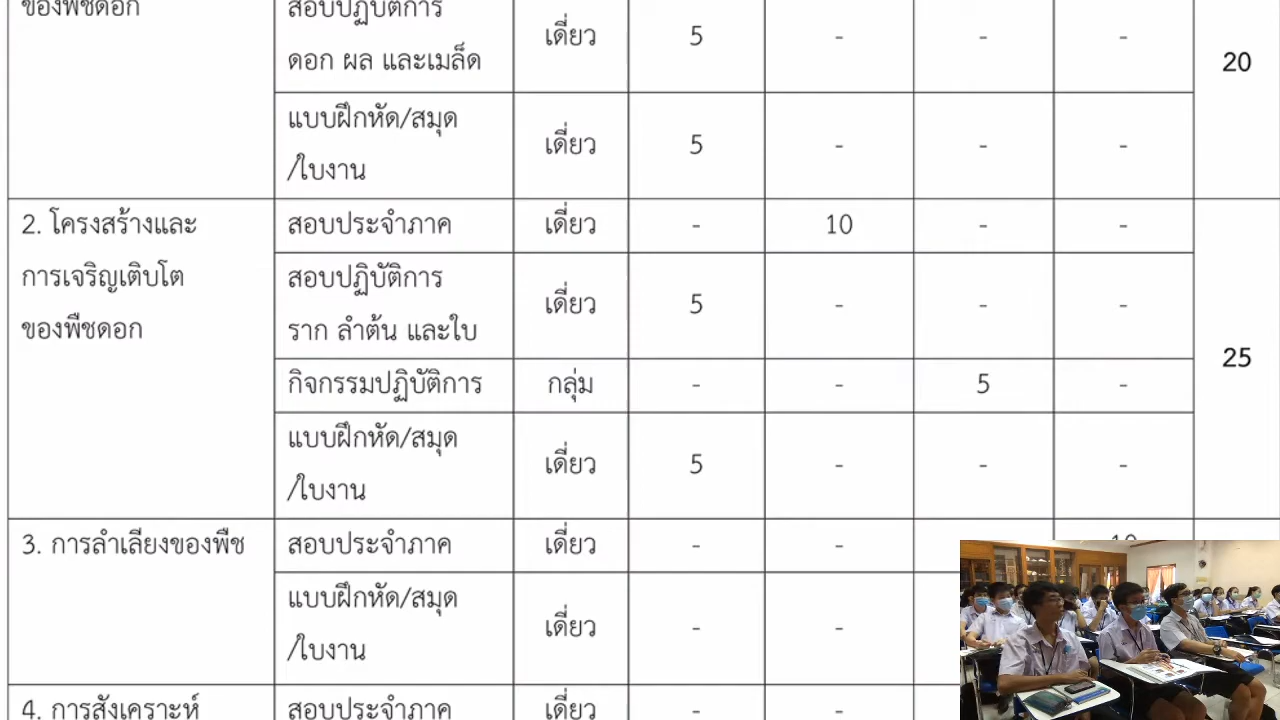 ของพืชดอก
สอบปฏิบัติการ
ดอก ผล และเมล็ด
เดี่ยว
5
-
-
-
20
แบบฝึกหัด/สมุด
/ใบงาน
เดี่ยว
5
-
-
-
2. โครงสร้างและ
การเจริญเติบโต
ของพืชดอก
สอบประจำภาค
เดี่ยว
-
10
-
-
25
สอบปฏิบัติการ
ราก ลำต้น และใบ
เดี่ยว
5
-
-
-
กิจกรรมปฏิบัติการ
กลุ่ม
-
-
5
-
แบบฝึกหัด/สมุด
/ใบงาน
เดี่ยว
5
-
-
-
3. การลำเลียงของพืช
สอบประจำภาค
เดี่ยว
-
-
10
แบบฝึกหัด/สมุด
/ใบงาน
เดี่ยว
-
-
4. การสังเคราะห์
สอบประจำภาค
เดี่ยว
-
-